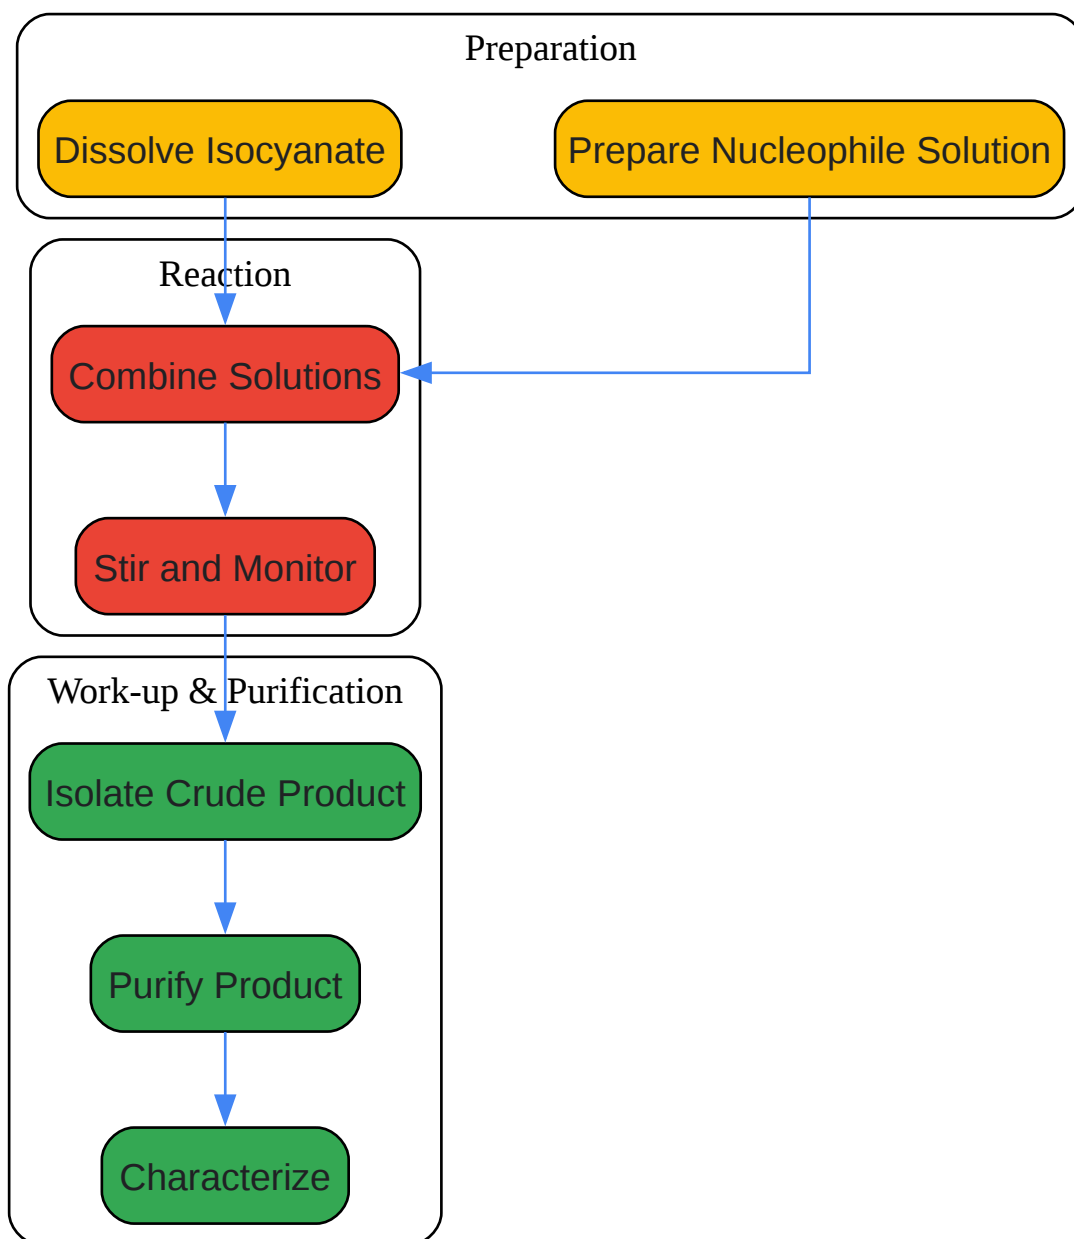 Preparation
Dissolve Isocyanate
Prepare Nucleophile Solution
Reaction
Combine Solutions
Stir and Monitor
Work-up & Purification
Isolate Crude Product
Purify Product
Characterize